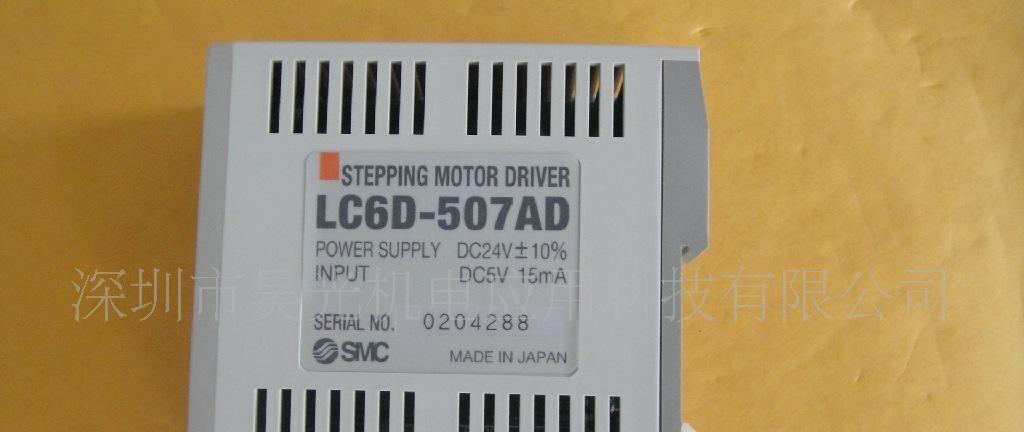 STEPPING MOTOR DRIVER
LC6D-507AD
POWER SUPPLY DC24V±10%
INPUT DC5V 15mA
深圳市昊光机电应用科技有限公司
SERIAL NO. 0204288
SMC MADE IN JAPAN